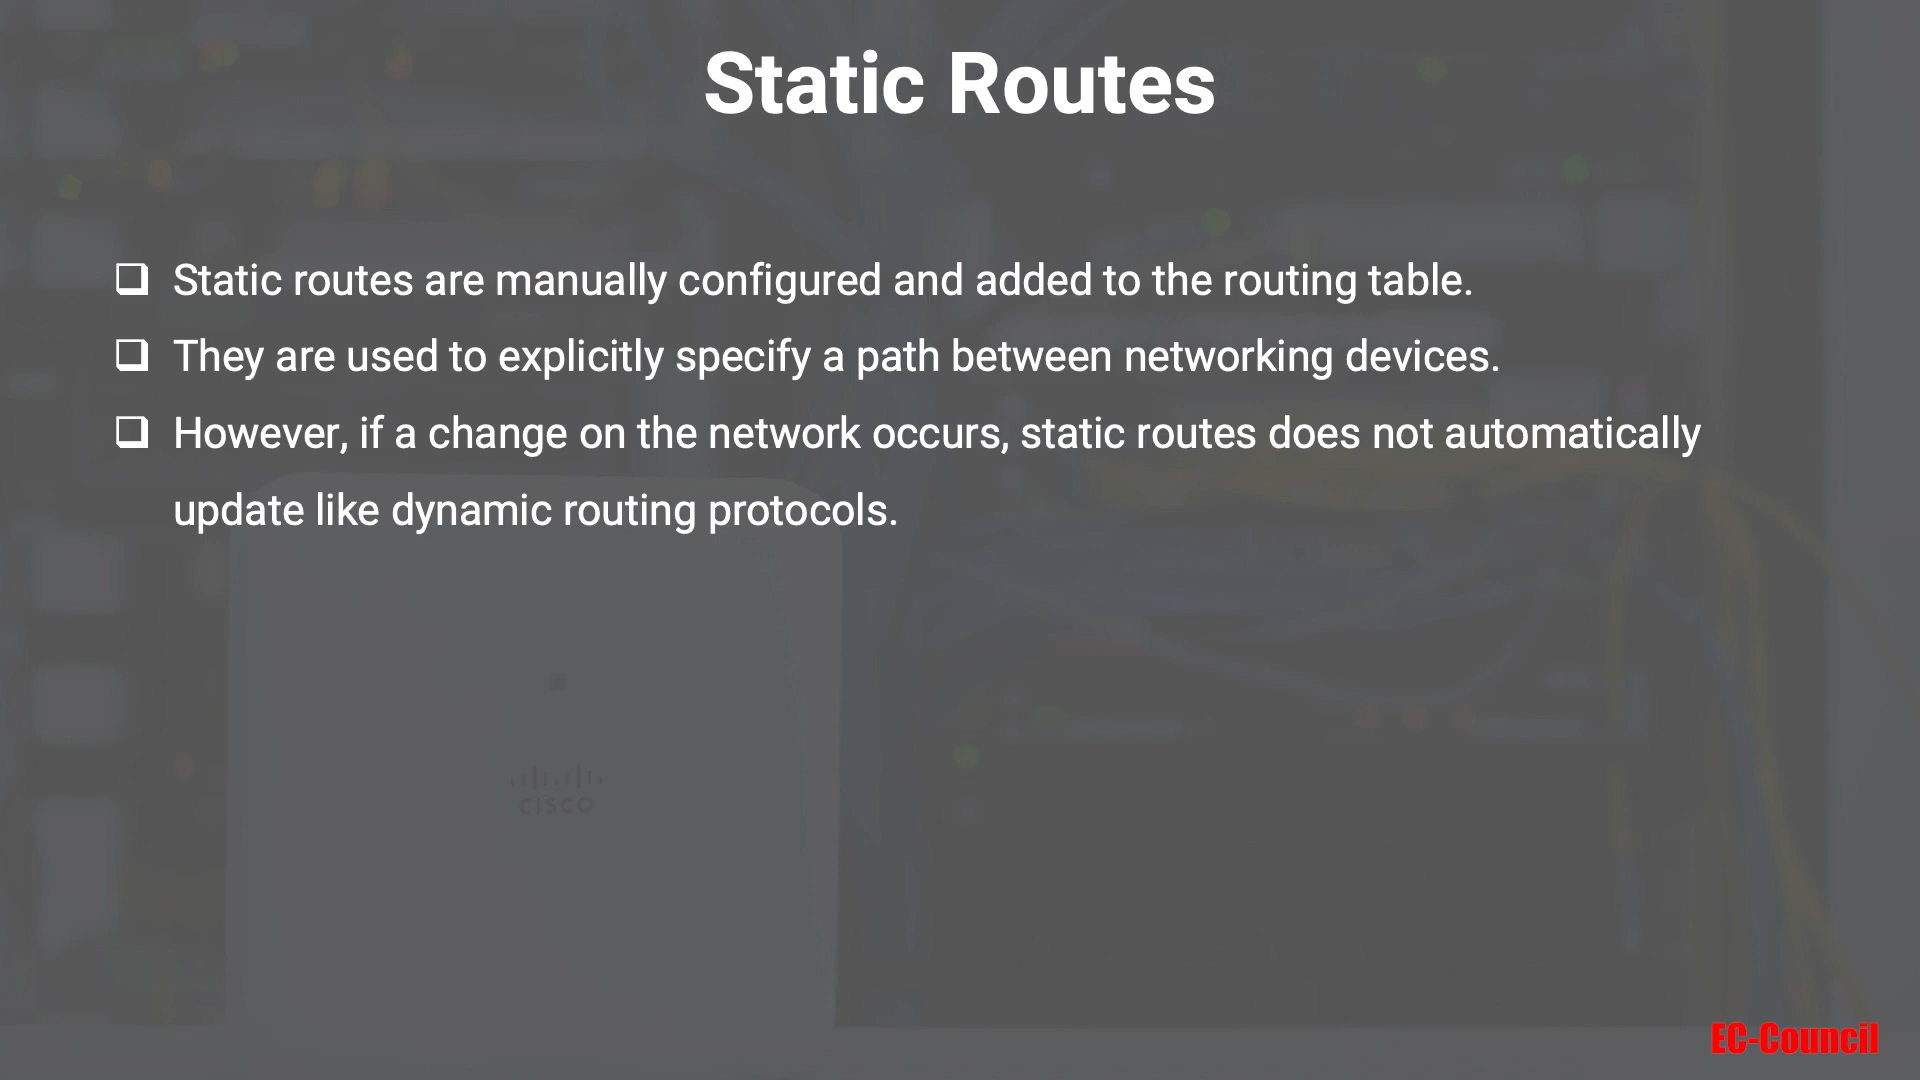 Static Routes
❑ Static routes are manually configured and added to the routing table.
❑ They are used to explicitly specify a path between networking devices.
❑ However, if a change on the network occurs, static routes does not automatically
update like dynamic routing protocols.
CISCO
EC-Council